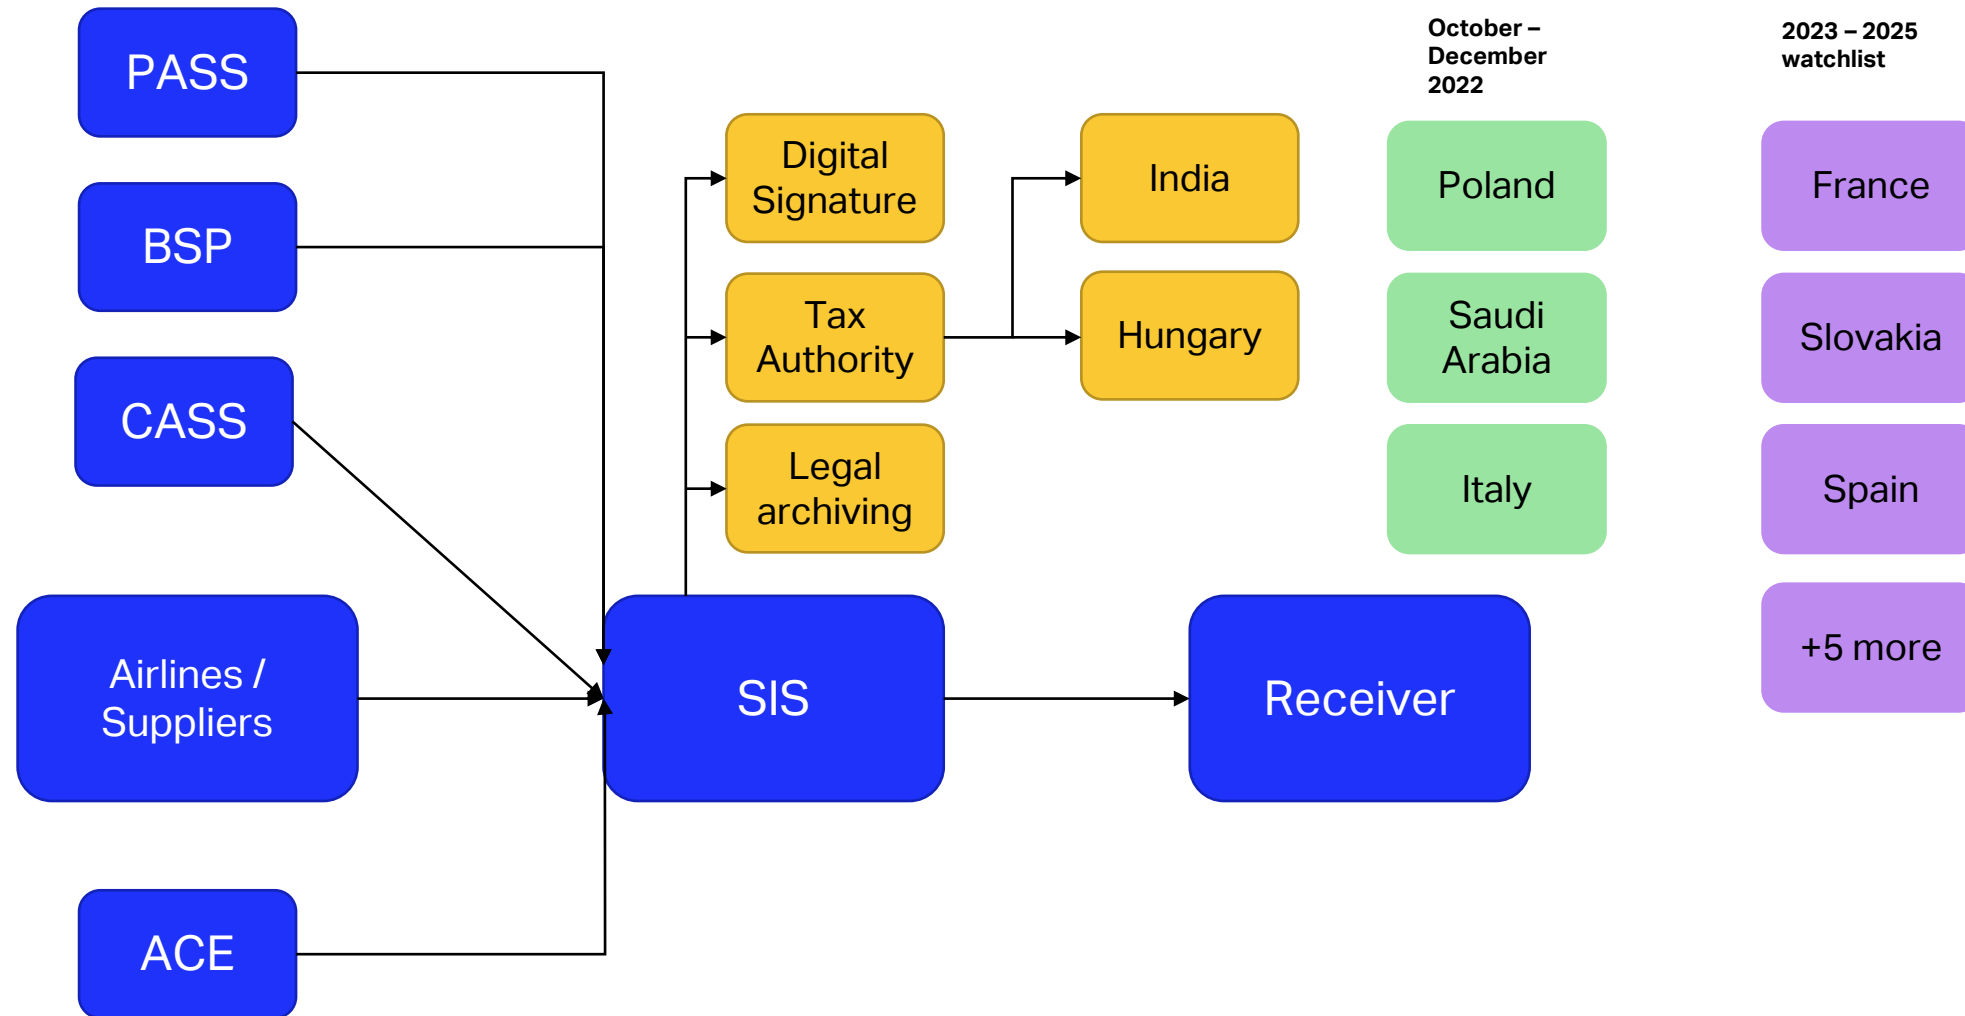 PASS
BSP
CASS
Airlines /
Suppliers
ACE
SIS
Digital
Signature
Tax
Authority
Legal
archiving
India
Hungary
Receiver
October –
December
2022
Poland
Saudi
Arabia
Italy
2023 – 2025
watchlist
France
Slovakia
Spain
+5 more